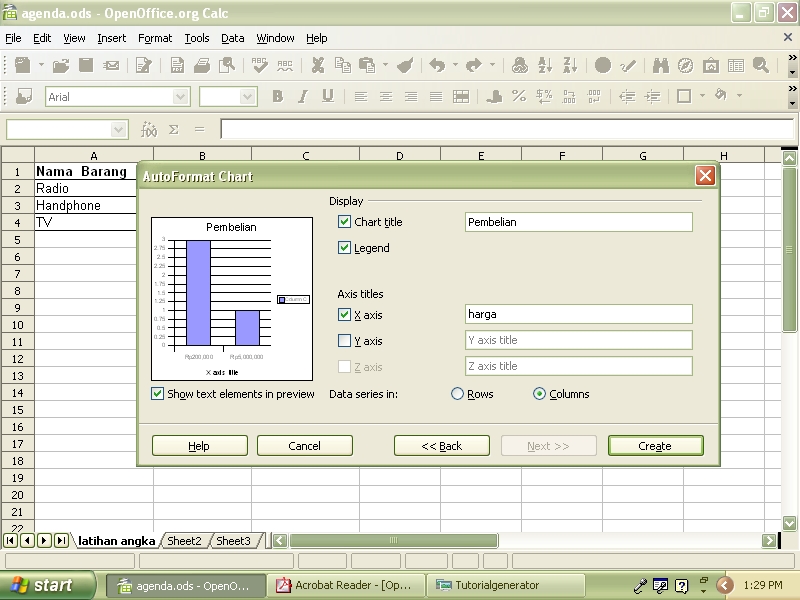 agenda.ods - OpenOffice.org Calc
File Edit View Insert Format Tools Data Window Help
Arial B I U
A B C D E F G H
1 Nama Barang
2 Radio
3 Handphone
4 TV
5
6
7
8
9
10
11
12
13
14
15
16
17
18
19
20
21
22
AutoFormat Chart
Display
Chart title Pembelian
Legend
Axis titles
X axis harga
Y axis Y axis title
Z axis Z axis title
Pembelian
3
2.75
2.5
2.25
2
1.75
1.5
1.25
1
0.75
0.5
0.25
0
Column C
Rp200,000 Rp5,000,000
X axis title
Show text elements in preview Data series in: Rows Columns
Help Cancel << Back Next >> Create
latihan angka Sheet2 Sheet3
start agenda.ods - OpenO... Acrobat Reader - [Op... Tutorialgenerator 1:29 PM